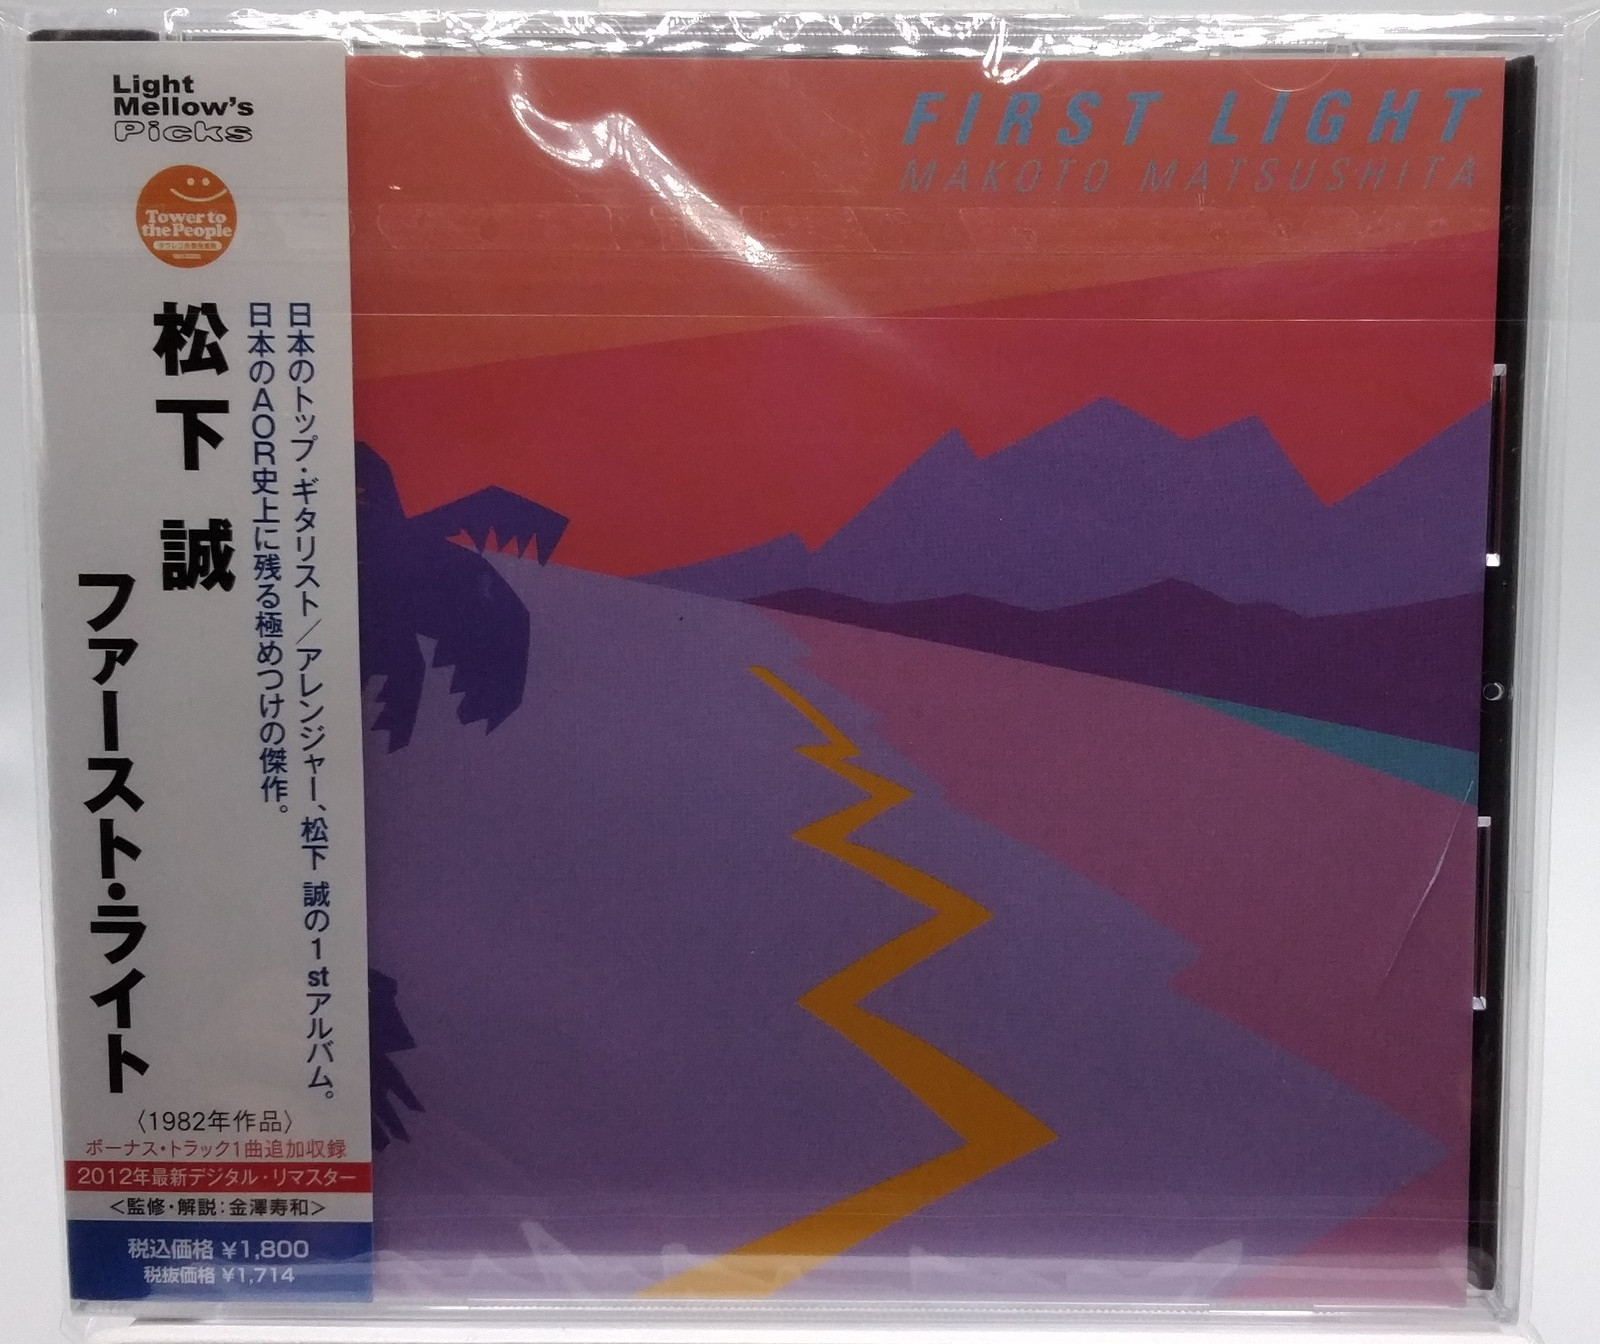 Light
Mellow's
Picks
Tower to
the People
日本のトップ・ギタリスト／アレンジャー、松下 誠の1stアルバム。
日本のAOR史上に残る極めつけの傑作。
松下 誠
ファースト・ライト
〈1982年作品〉
ボーナス・トラック1曲追加収録
2012年最新デジタル・リマスター
<監修・解説：金澤寿和>
税込価格 ¥1,800
税抜価格 ¥1,714
FIRST LIGHT
MAKOTO MATSUSHITA